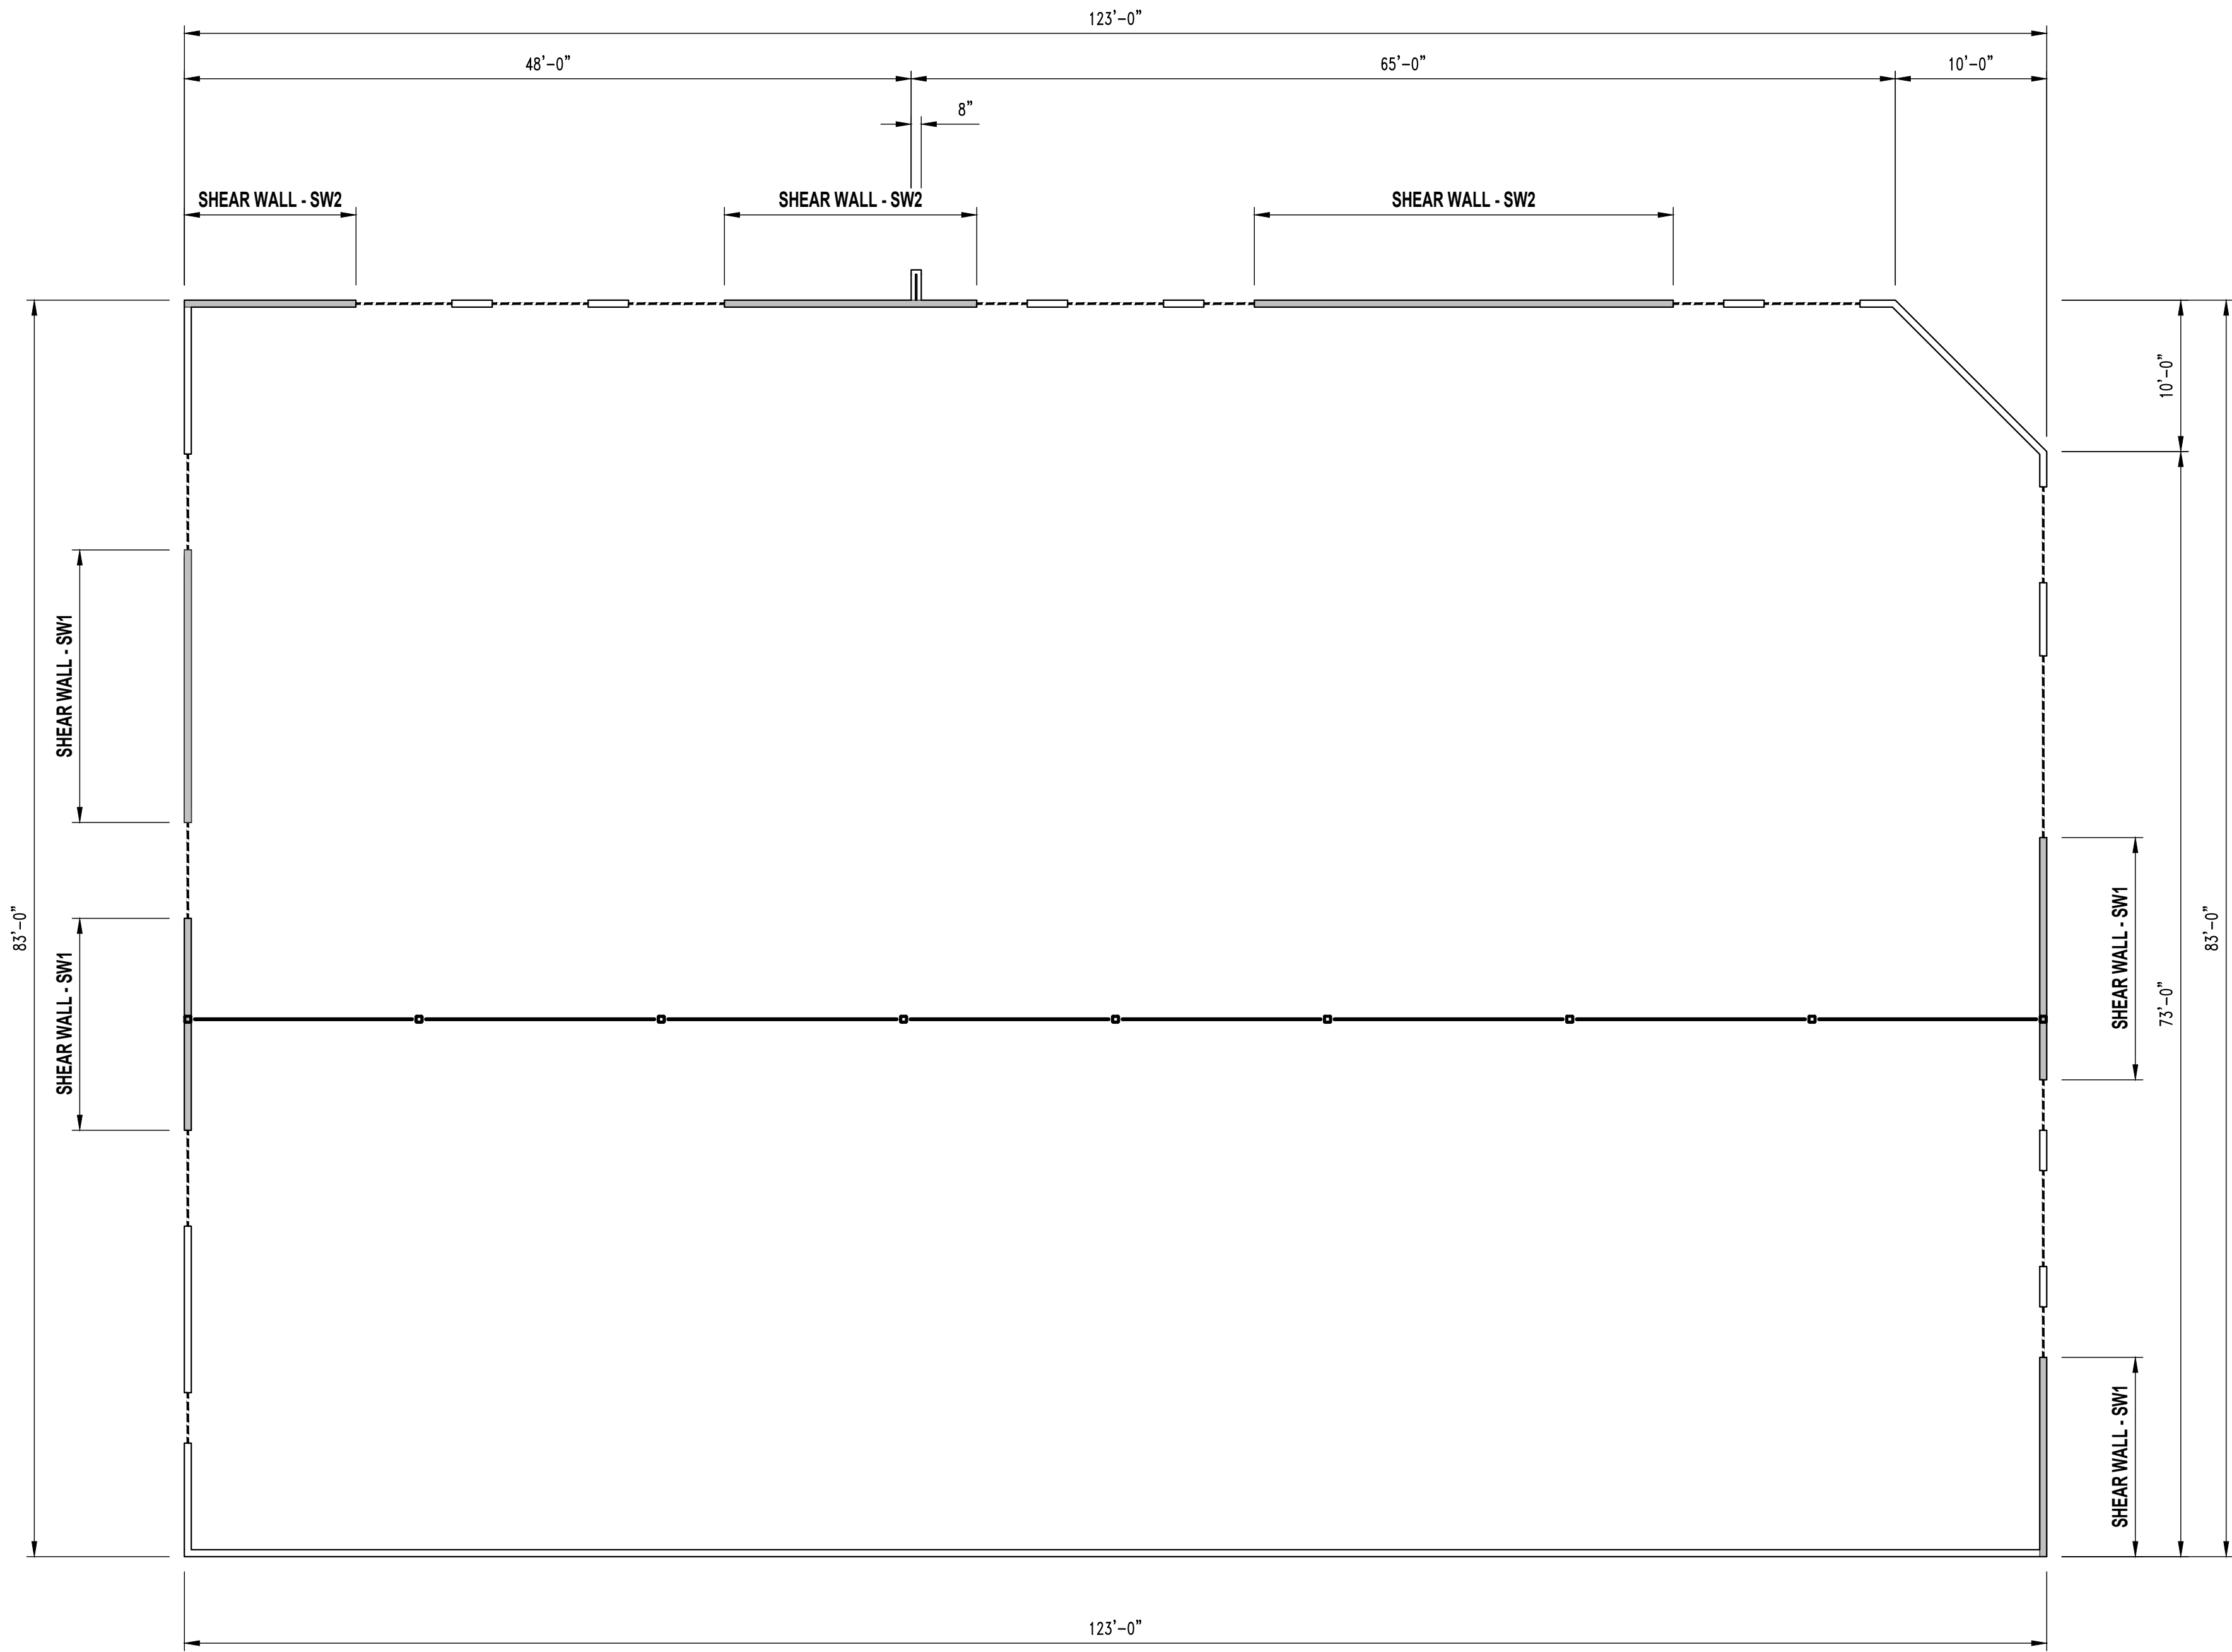 123'-0"
48'-0"
65'-0"
10'-0"
8"
SHEAR WALL - SW2
SHEAR WALL - SW2
SHEAR WALL - SW2
10'-0"
SHEAR WALL - SW1
83'-0"
SHEAR WALL - SW1
SHEAR WALL - SW1
73'-0"
83'-0"
SHEAR WALL - SW1
123'-0"